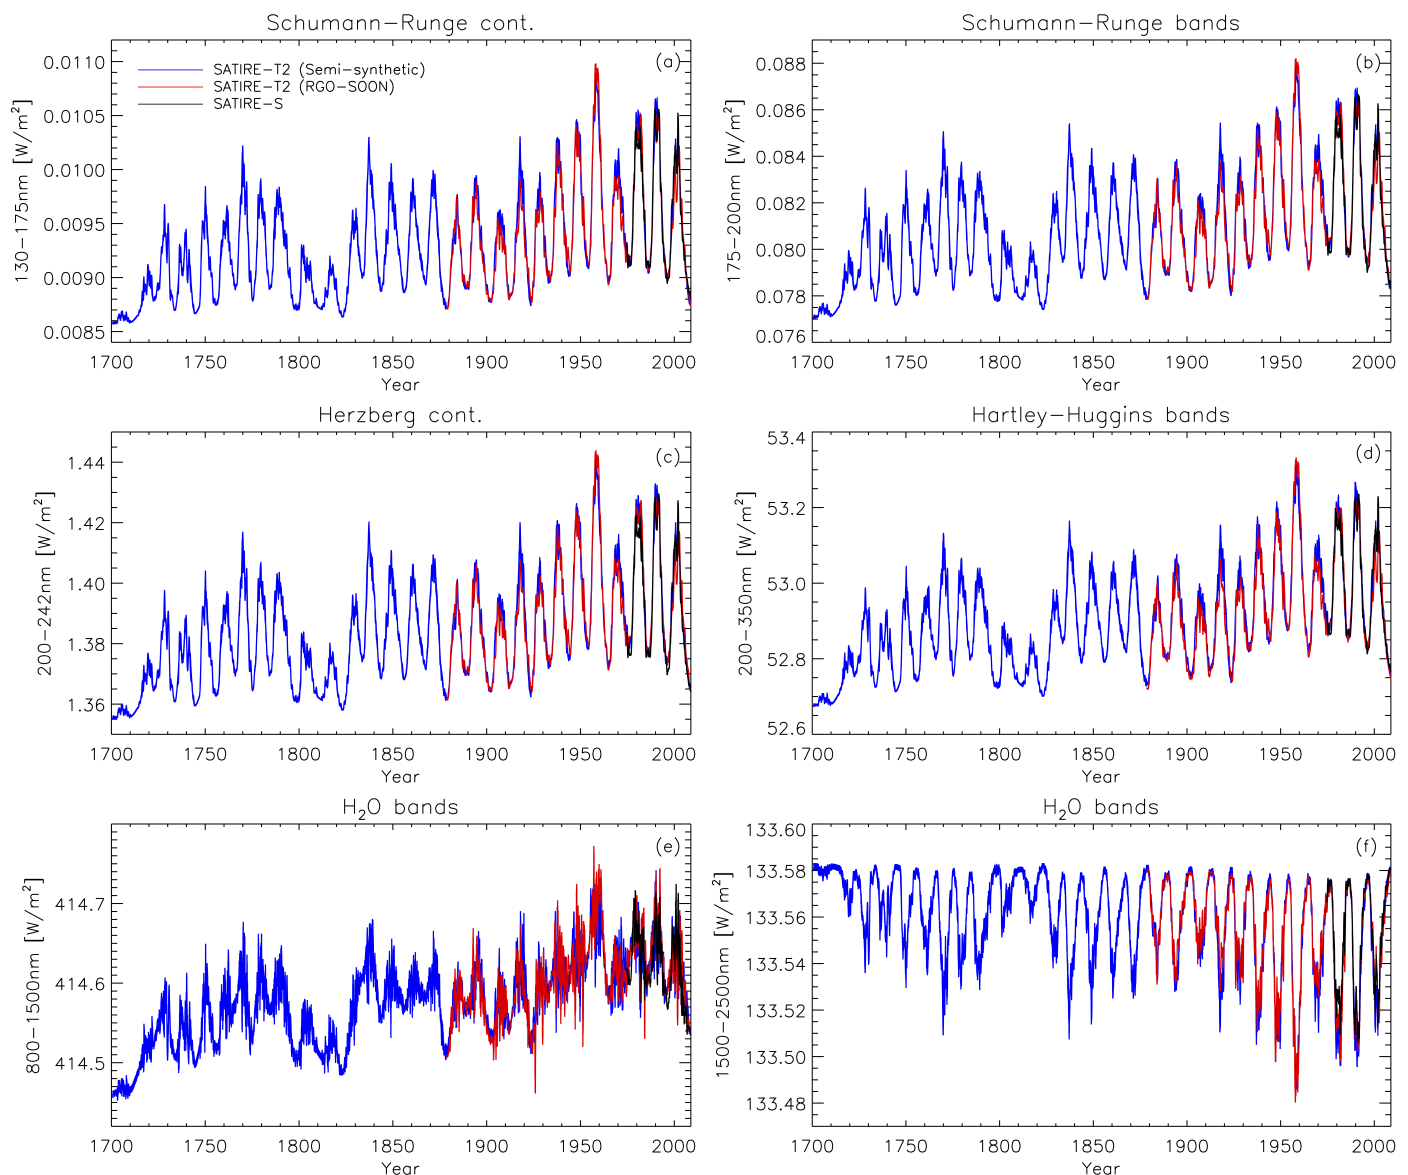 Schumann-Runge cont.
(a)
SATIRE-T2 (Semi-synthetic)
SATIRE-T2 (RGO-SOON)
SATIRE-S
130-175nm [W/m²]
0.0110
0.0105
0.0100
0.0095
0.0090
0.0085
1700 1750 1800 1850 1900 1950 2000
Year
Schumann-Runge bands
(b)
175-200nm [W/m²]
0.088
0.086
0.084
0.082
0.080
0.078
0.076
1700 1750 1800 1850 1900 1950 2000
Year
Herzberg cont.
(c)
200-242nm [W/m²]
1.44
1.42
1.40
1.38
1.36
1700 1750 1800 1850 1900 1950 2000
Year
Hartley-Huggins bands
(d)
200-350nm [W/m²]
53.4
53.2
53.0
52.8
52.6
1700 1750 1800 1850 1900 1950 2000
Year
H₂O bands
(e)
800-1500nm [W/m²]
414.7
414.6
414.5
1700 1750 1800 1850 1900 1950 2000
Year
H₂O bands
(f)
1500-2500nm [W/m²]
133.60
133.58
133.56
133.54
133.52
133.50
133.48
1700 1750 1800 1850 1900 1950 2000
Year